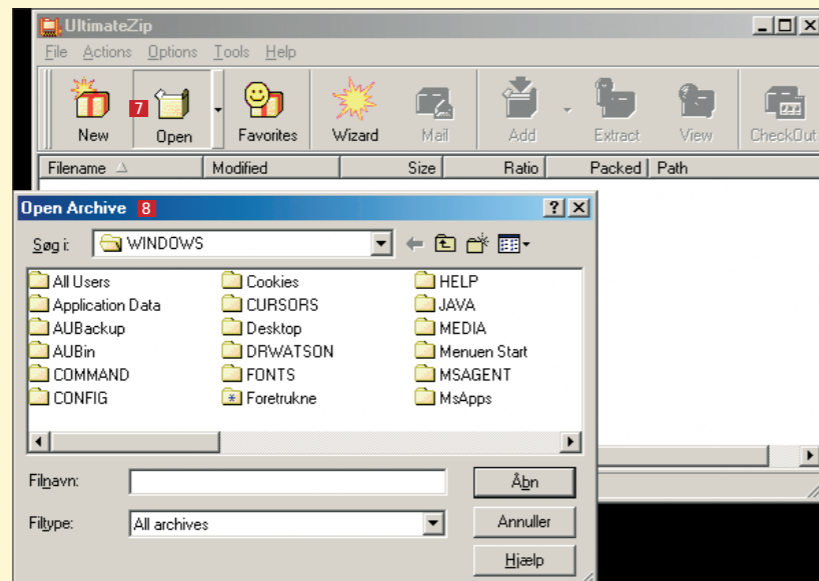 UltimateZip
File Actions Options Tools Help
7
New Open Favorites Wizard Mail Add Extract View CheckOut
Filename Modified Size Ratio Packed Path
Open Archive 8
Søg i: WINDOWS
All Users Cookies HELP
Application Data CURSORS JAVA
AUBackup Desktop MEDIA
AUBin DRWATSON Menuen Start
COMMAND FONTS MSAGENT
CONFIG Foretrukne MsApps
Filnavn: Åbn
Filtype: All archives Annuller
Hjælp